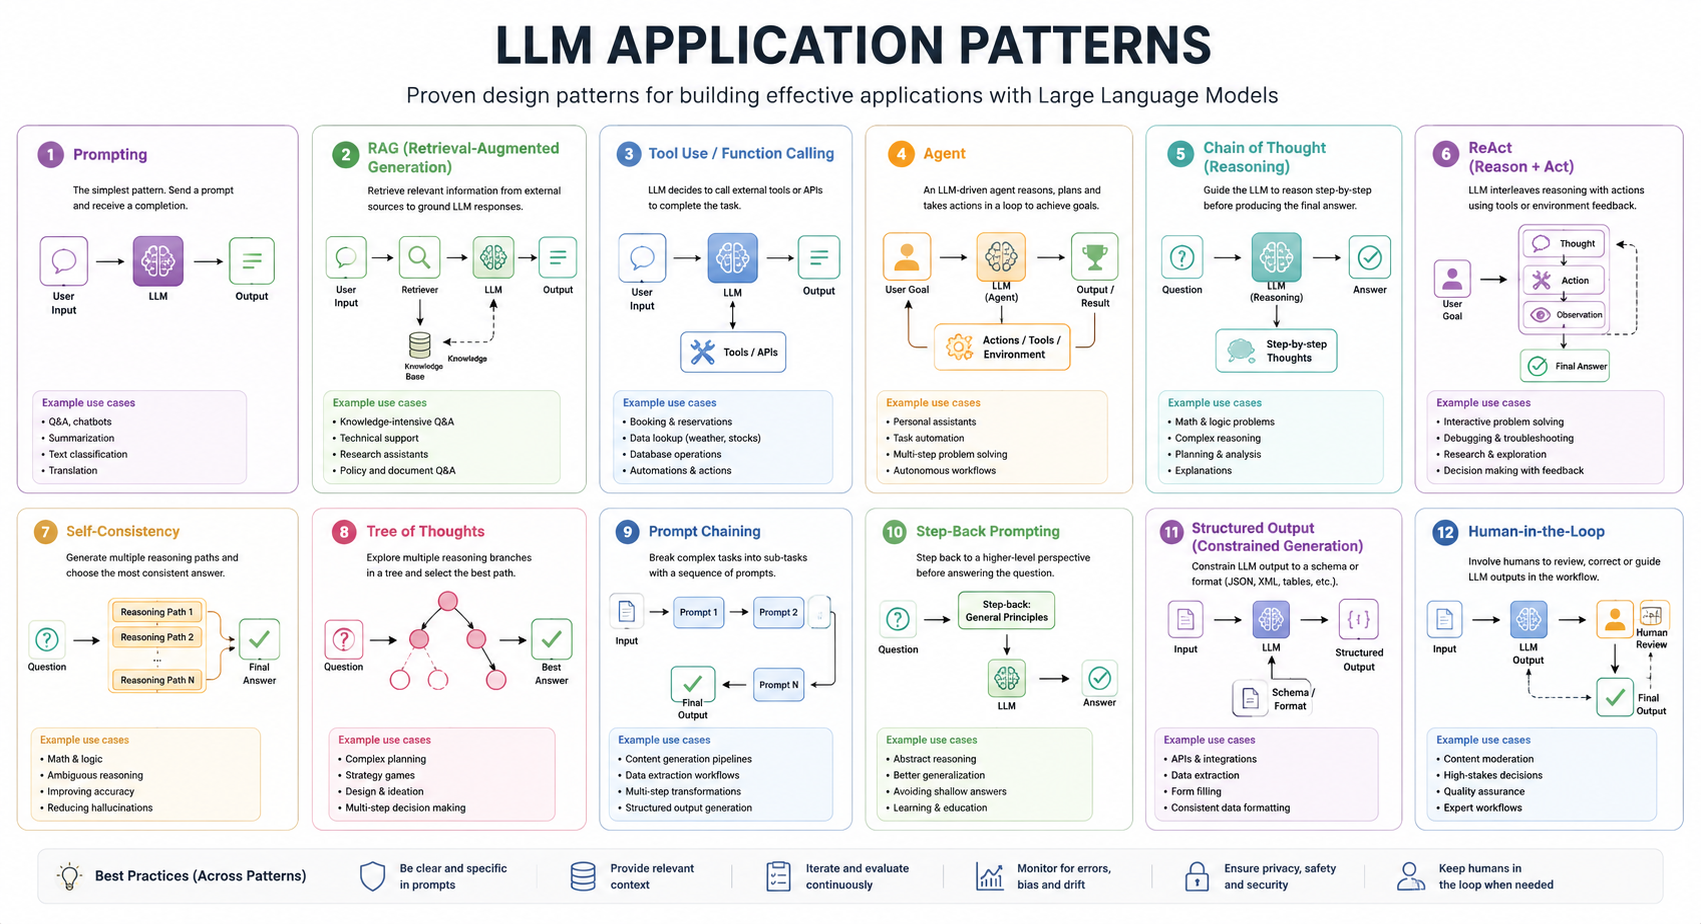 LLM APPLICATION PATTERNS
Proven design patterns for building effective applications with Large Language Models
1 Prompting
The simplest pattern. Send a prompt
and receive a completion.
User
Input
LLM
Output
Example use cases
• Q&A, chatbots
• Summarization
• Text classification
• Translation
2 RAG (Retrieval-Augmented
Generation)
Retrieve relevant information from external
sources to ground LLM responses.
User
Input
Retriever
LLM
Output
Knowledge
Base
Knowledge
Example use cases
• Knowledge-intensive Q&A
• Technical support
• Research assistants
• Policy and document Q&A
3 Tool Use / Function Calling
LLM decides to call external tools or APIs
to complete the task.
User
Input
LLM
Output
Tools / APIs
Example use cases
• Booking & reservations
• Data lookup (weather, stocks)
• Database operations
• Automations & actions
4 Agent
An LLM-driven agent reasons, plans and
takes actions in a loop to achieve goals.
User Goal
LLM
(Agent)
Output /
Result
Actions / Tools /
Environment
Example use cases
• Personal assistants
• Task automation
• Multi-step problem solving
• Autonomous workflows
5 Chain of Thought
(Reasoning)
Guide the LLM to reason step-by-step
before producing the final answer.
Question
LLM
(Reasoning)
Answer
Step-by-step
Thoughts
Example use cases
• Math & logic problems
• Complex reasoning
• Planning & analysis
• Explanations
6 ReAct
(Reason + Act)
LLM interleaves reasoning with actions
using tools or environment feedback.
User
Goal
Thought
Action
Observation
Final Answer
Example use cases
• Interactive problem solving
• Debugging & troubleshooting
• Research & exploration
• Decision making with feedback
7 Self-Consistency
Generate multiple reasoning paths and
choose the most consistent answer.
Question
Reasoning Path 1
Reasoning Path 2
...
Reasoning Path N
Final
Answer
Example use cases
• Math & logic
• Ambiguous reasoning
• Improving accuracy
• Reducing hallucinations
8 Tree of Thoughts
Explore multiple reasoning branches
in a tree and select the best path.
Question
Best
Answer
Example use cases
• Complex planning
• Strategy games
• Design & ideation
• Multi-step decision making
9 Prompt Chaining
Break complex tasks into sub-tasks
with a sequence of prompts.
Input
Prompt 1
Prompt 2
Prompt N
Final
Output
Example use cases
• Content generation pipelines
• Data extraction workflows
• Multi-step transformations
• Structured output generation
10 Step-Back Prompting
Step back to a higher-level perspective
before answering the question.
Question
Step-back:
General Principles
LLM
Answer
Example use cases
• Abstract reasoning
• Better generalization
• Avoiding shallow answers
• Learning & education
11 Structured Output
(Constrained Generation)
Constrain LLM output to a schema or
format (JSON, XML, tables, etc.).
Input
LLM
Structured
Output
Schema /
Format
Example use cases
• APIs & integrations
• Data extraction
• Form filling
• Consistent data formatting
12 Human-in-the-Loop
Involve humans to review, correct or guide
LLM outputs in the workflow.
Input
LLM
Output
Human
Review
Final
Output
Example use cases
• Content moderation
• High-stakes decisions
• Quality assurance
• Expert workflows
Best Practices (Across Patterns)
Be clear and specific
in prompts
Provide relevant
context
Iterate and evaluate
continuously
Monitor for errors,
bias and drift
Ensure privacy, safety
and security
Keep humans in
the loop when needed